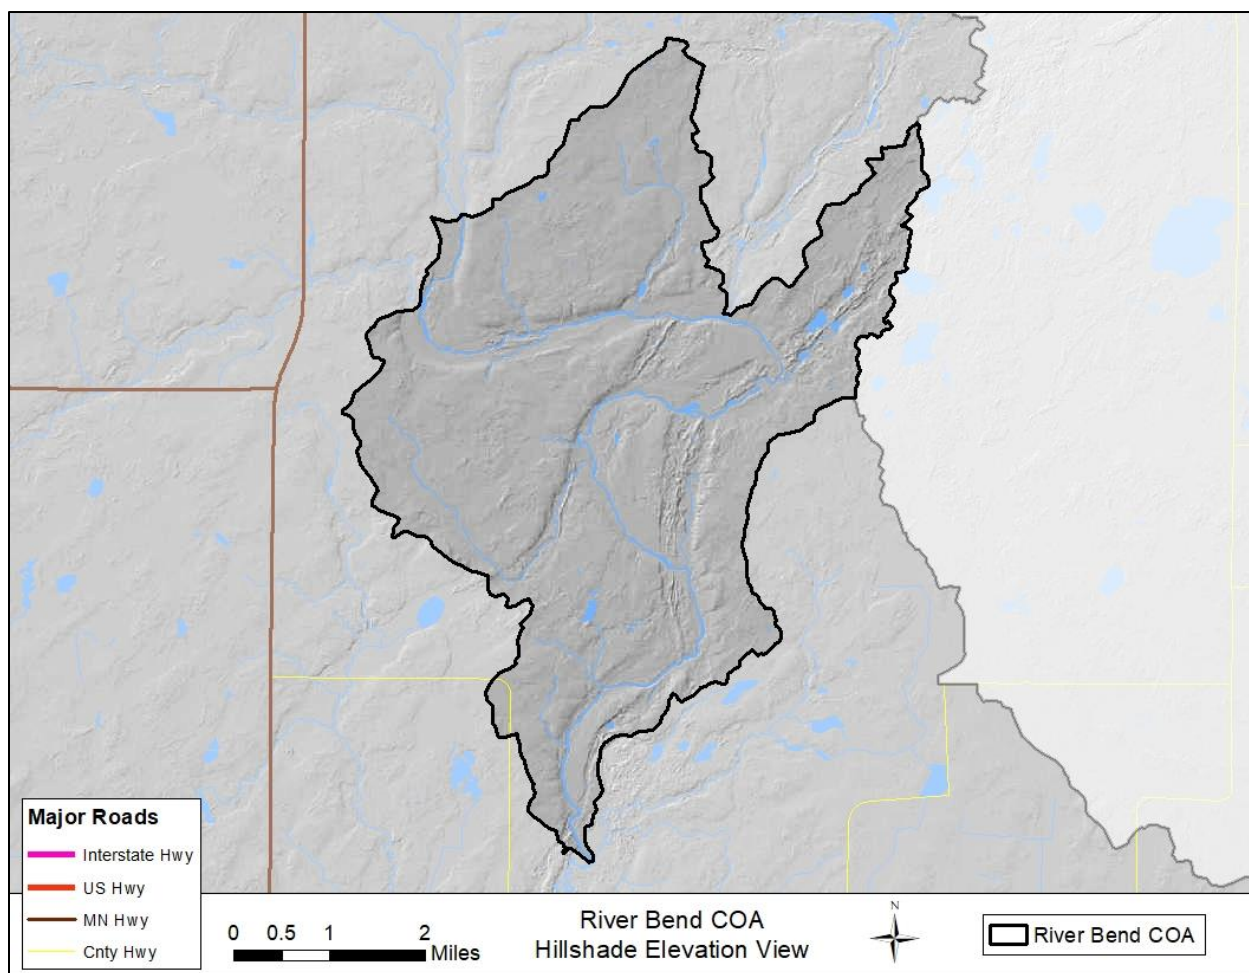 Major Roads
Interstate Hwy
US Hwy
MN Hwy
Cnty Hwy
0 0.5 1 2
Miles
River Bend COA
Hillshade Elevation View
N
River Bend COA